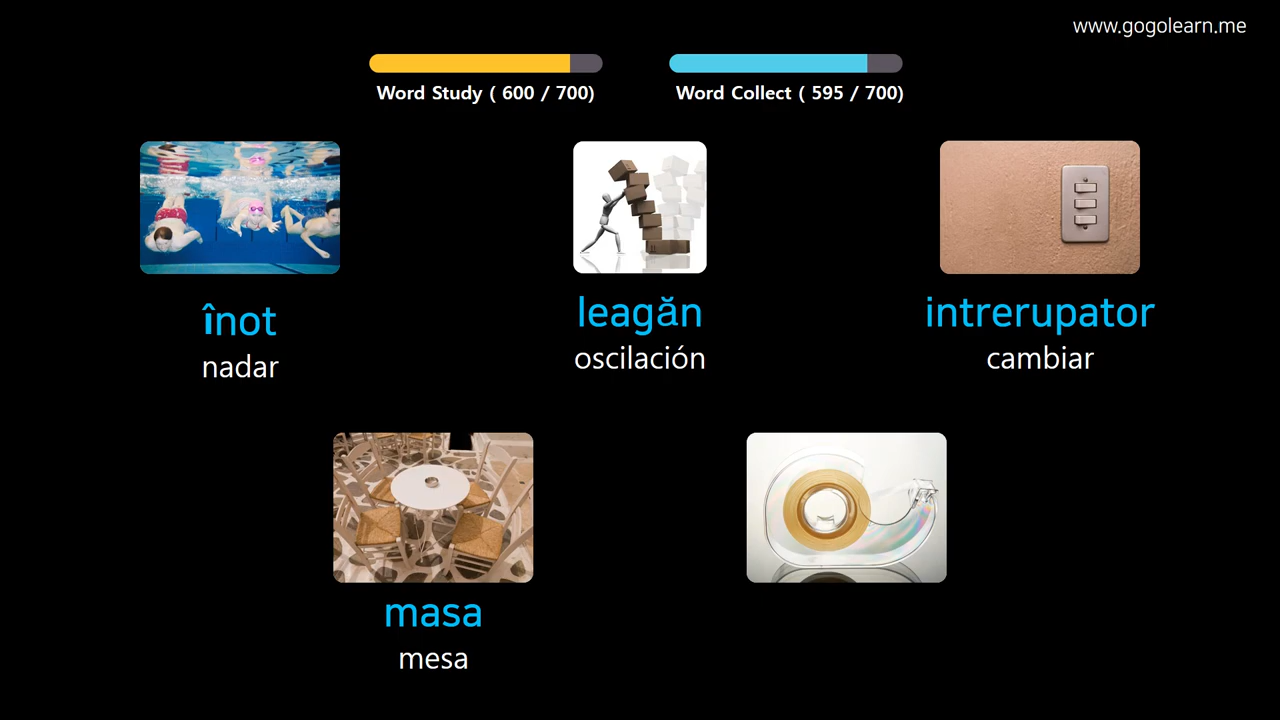 www.gogolearn.me
Word Study ( 600 / 700)
Word Collect ( 595 / 700)
înot
nadar
leagăn
oscilación
intrerupator
cambiar
masa
mesa